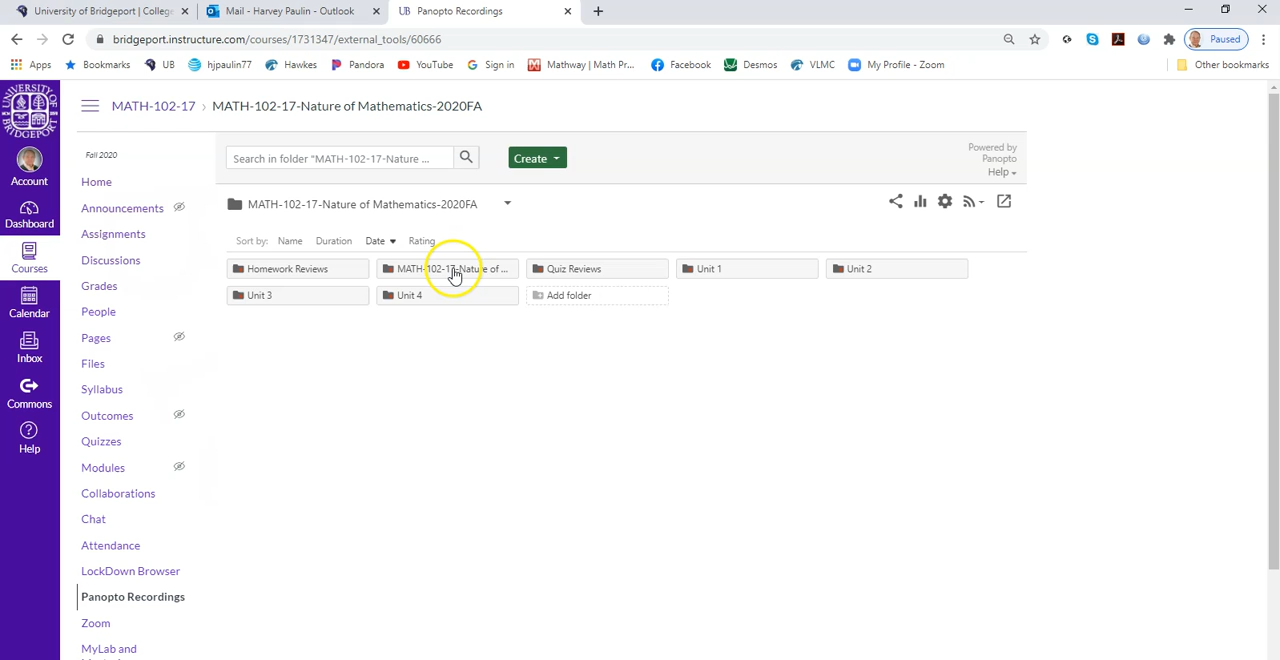 University of Bridgeport | College
Mail - Harvey Paulin - Outlook
UB Panopto Recordings
bridgeport.instructure.com/courses/1731347/external_tools/60666
Paused
Apps Bookmarks UB hjpaulin77 Hawkes Pandora YouTube Sign in Mathway | Math Pr... Facebook Desmos VLMC My Profile - Zoom Other bookmarks
UNIVERSITY OF BRIDGEPORT
MATH-102-17 › MATH-102-17-Nature of Mathematics-2020FA
Account
Dashboard
Courses
Calendar
Inbox
Commons
Help
Fall 2020
Home
Announcements
Assignments
Discussions
Grades
People
Pages
Files
Syllabus
Outcomes
Quizzes
Modules
Collaborations
Chat
Attendance
LockDown Browser
Panopto Recordings
Zoom
MyLab and
Search in folder "MATH-102-17-Nature ...
Create
Powered by
Panopto
Help
MATH-102-17-Nature of Mathematics-2020FA
Sort by: Name Duration Date Rating
Homework Reviews MATH-102-17-Nature of ... Quiz Reviews Unit 1 Unit 2
Unit 3 Unit 4 Add folder